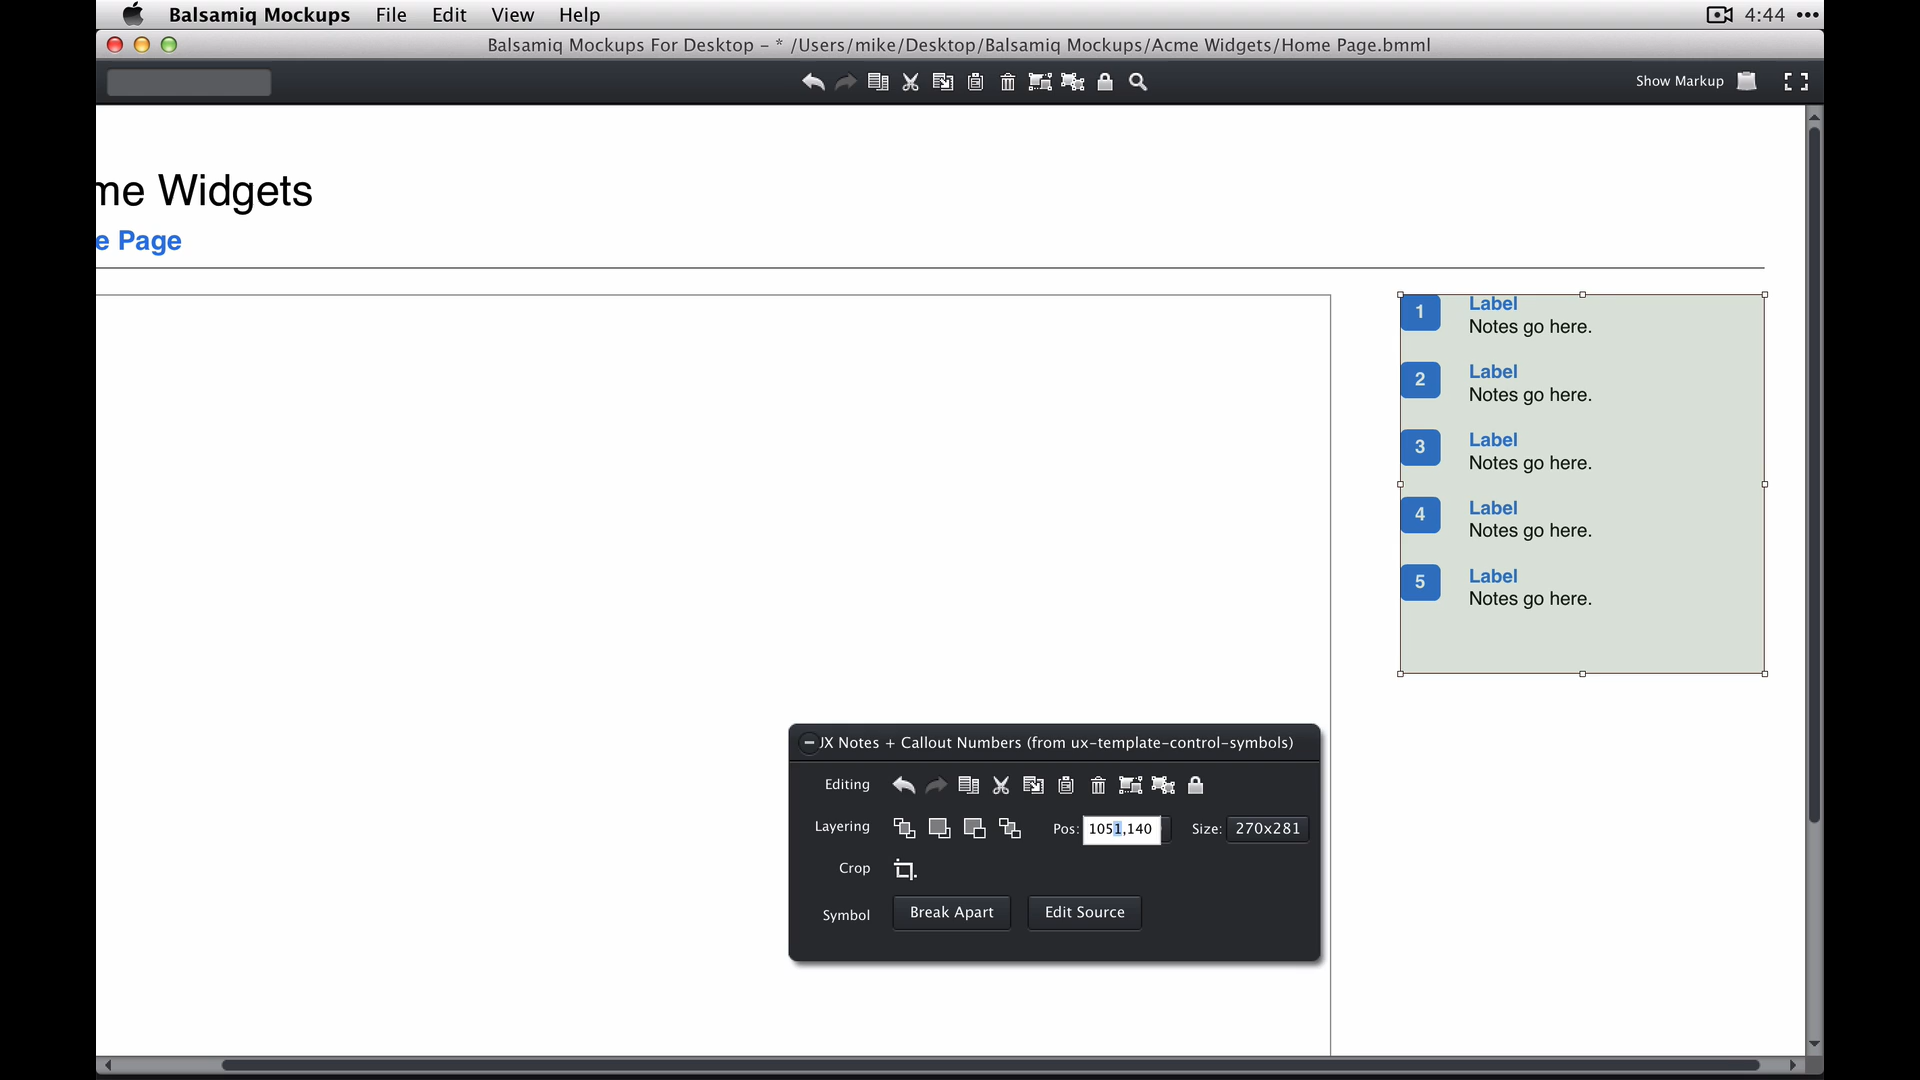 Balsamiq Mockups File Edit View Help 4:44
Balsamiq Mockups For Desktop – * /Users/mike/Desktop/Balsamiq Mockups/Acme Widgets/Home Page.bmml
Show Markup
me Widgets
e Page
1 Label
Notes go here.
2 Label
Notes go here.
3 Label
Notes go here.
4 Label
Notes go here.
5 Label
Notes go here.
UX Notes + Callout Numbers (from ux-template-control-symbols)
Editing
Layering Pos: 1051,140 Size: 270x281
Crop
Symbol Break Apart Edit Source